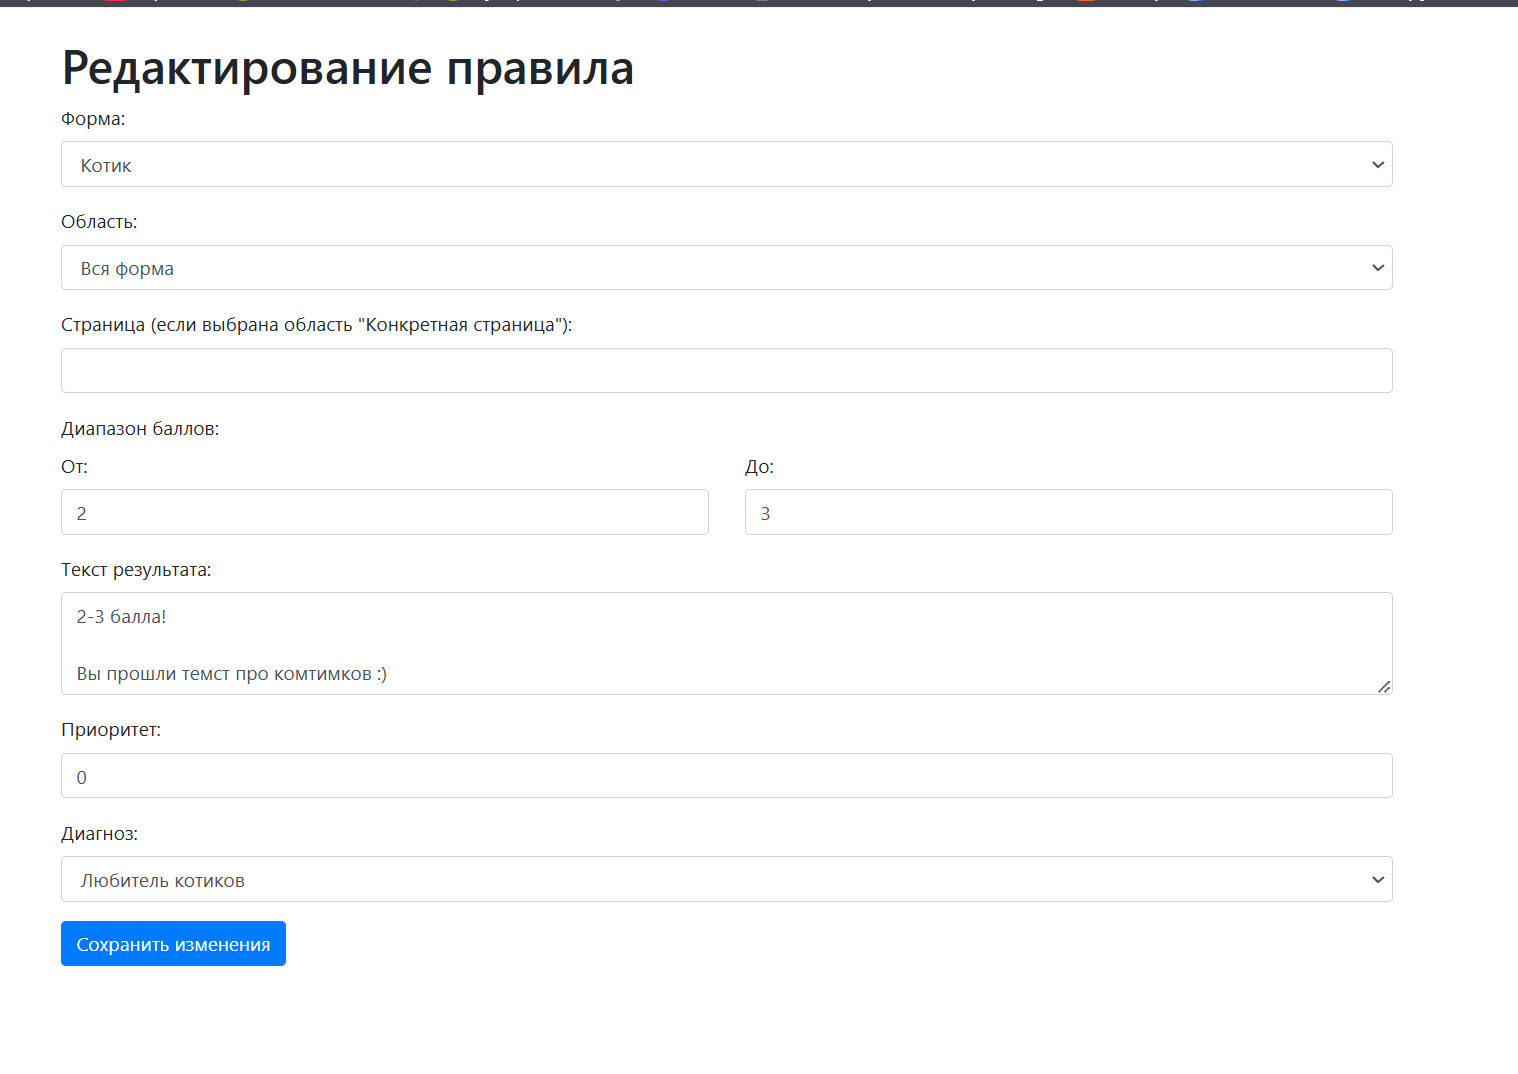 Редактирование правила
Форма:
Котик
Область:
Вся форма
Страница (если выбрана область "Конкретная страница"):
Диапазон баллов:
От:
До:
2
3
Текст результата:
2-3 балла!
Вы прошли темст про комтимков :)
Приоритет:
0
Диагноз:
Любитель котиков
Сохранить изменения